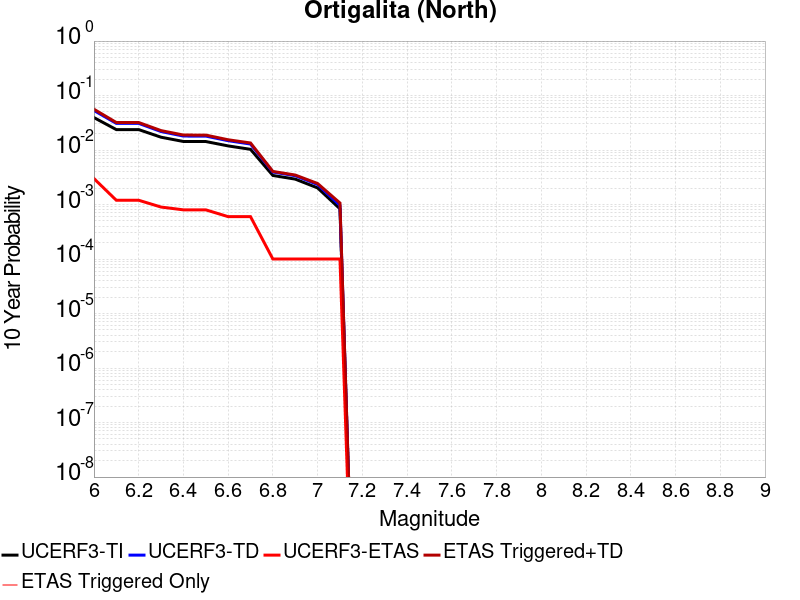 Ortigalita (North)
10^0
10^-1
10^-2
10^-3
10^-4
10^-5
10^-6
10^-7
10^-8
10 Year Probability
6 6.2 6.4 6.6 6.8 7 7.2 7.4 7.6 7.8 8 8.2 8.4 8.6 8.8 9
Magnitude
UCERF3-TI UCERF3-TD UCERF3-ETAS ETAS Triggered+TD
ETAS Triggered Only